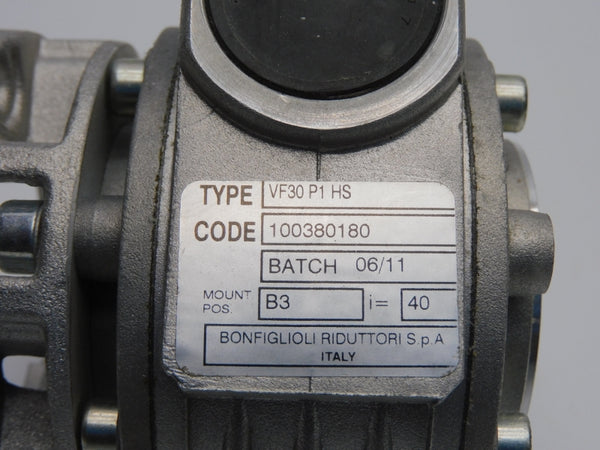 TYPE VF30 P1 HS
CODE 100380180
BATCH 06/11
MOUNT POS. B3 i= 40
BONFIGLIOLI RIDUTTORI S.p.A
ITALY